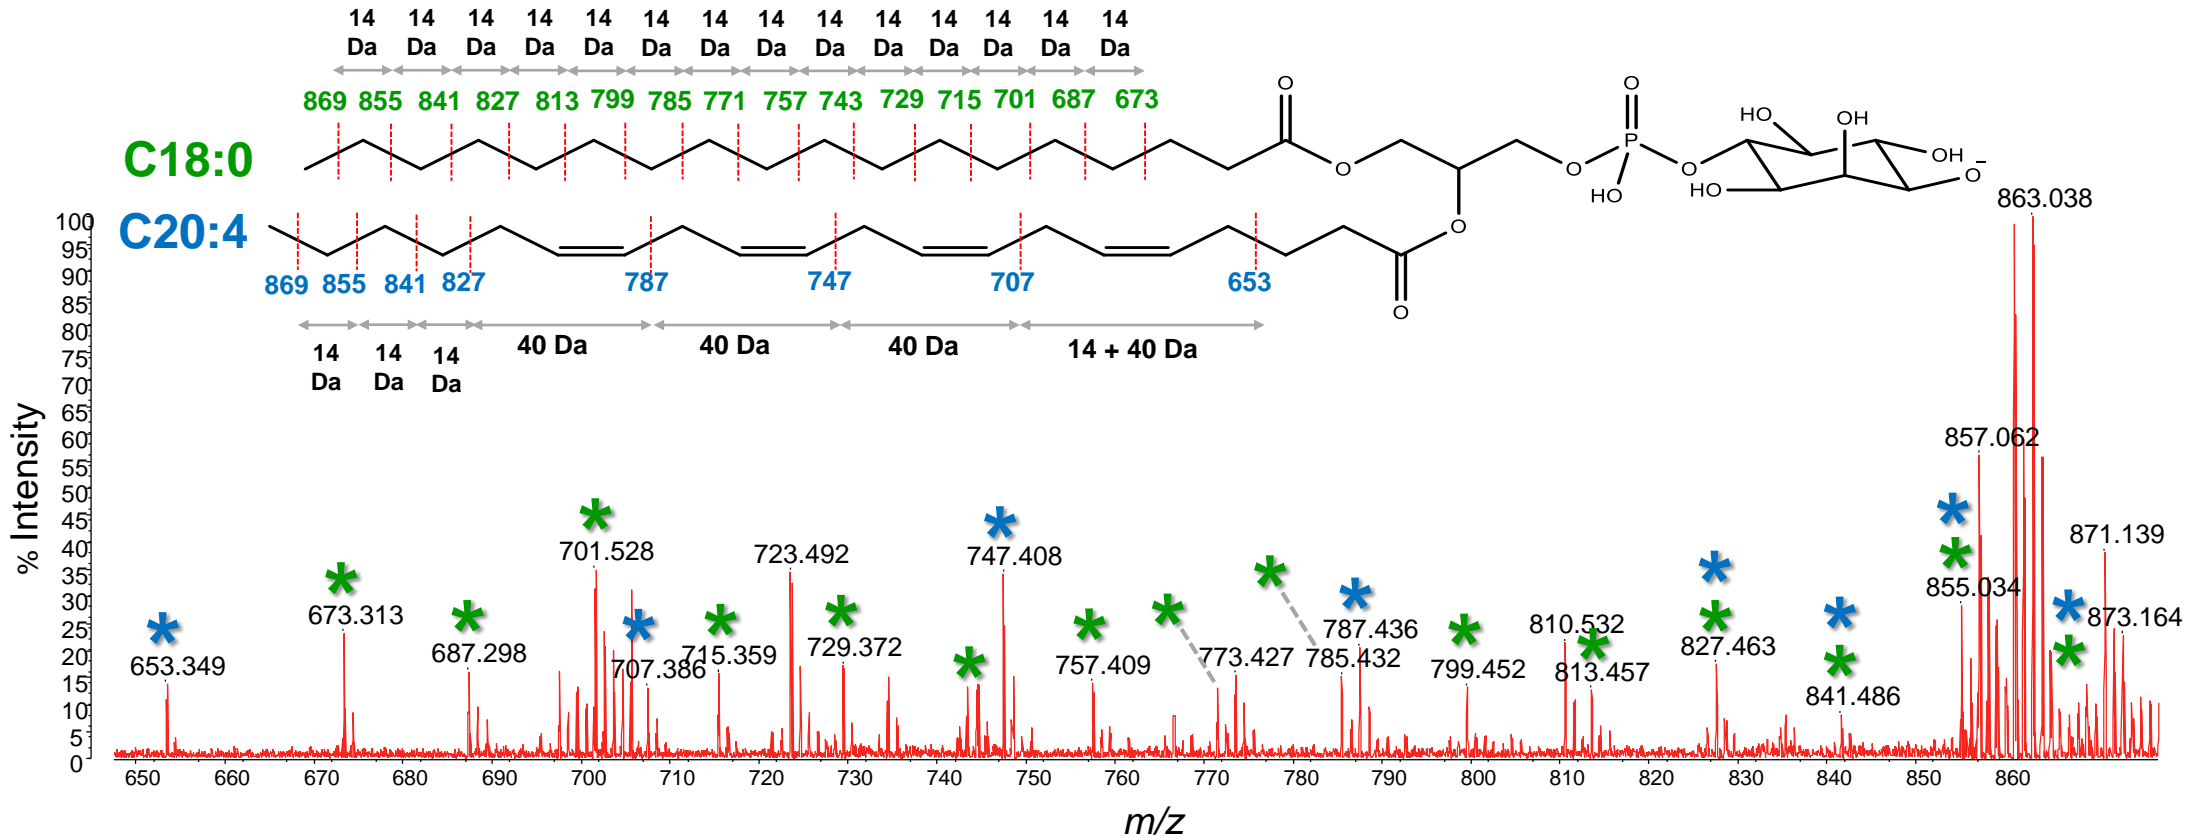 14 14 14 14 14 14 14 14 14 14 14 14 14 14
Da Da Da Da Da Da Da Da Da Da Da Da Da Da
869 855 841 827 813 799 785 771 757 743 729 715 701 687 673
C18:0
O
O
O
P
HO
O
O
HO
OH
OH
HO
O−
C20:4
O
O
869 855 841 827 787 747 707 653
14 14 14 40 Da 40 Da 40 Da 14 + 40 Da
Da Da Da
% Intensity
100
95
90
85
80
75
70
65
60
55
50
45
40
35
30
25
20
15
10
5
0
863.038
857.062
871.139
855.034
873.164
*
653.349
*
673.313
*
687.298
*
701.528
*
707.386
*
715.359
723.492
*
729.372
*
*
747.408
*
757.409
*
773.427
*
785.432
*
787.436
*
799.452
810.532
*
813.457
*
*
827.463
*
*
841.486
*
*
*
*
650 660 670 680 690 700 710 720 730 740 750 760 770 780 790 800 810 820 830 840 850 860
m/z